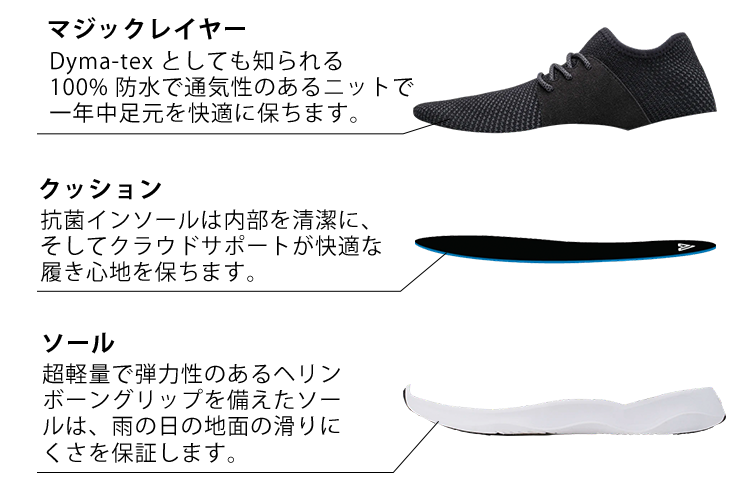 マジックレイヤー
Dyma-tex としても知られる
100% 防水で通気性のあるニットで
一年中足元を快適に保ちます。
クッション
抗菌インソールは内部を清潔に、
そしてクラウドサポートが快適な
履き心地を保ちます。
ソール
超軽量で弾力性のあるヘリン
ボーングリップを備えたソー
ルは、雨の日の地面の滑りに
くさを保証します。